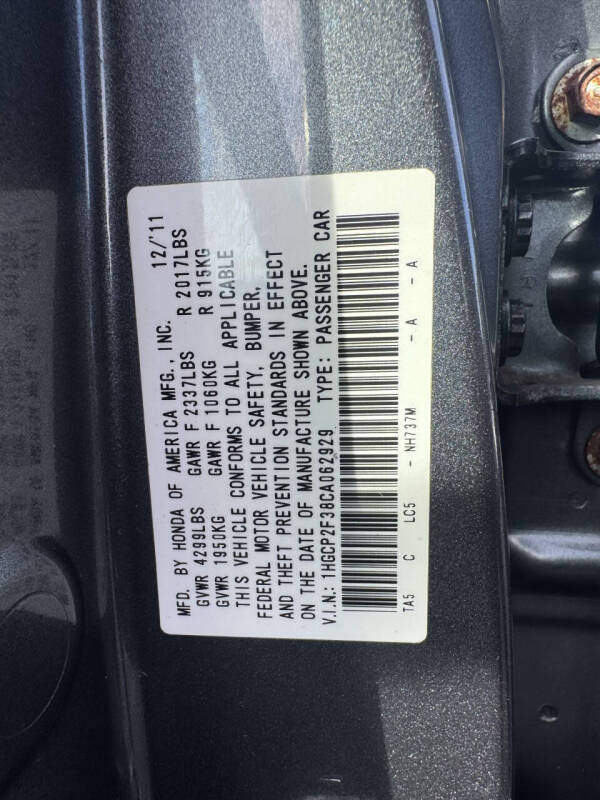 MFD. BY HONDA OF AMERICA MFG., INC. 12/'11
GVWR 4299LBS GAWR F 2337LBS R 2017LBS
GVWR 1950KG GAWR F 1060KG R 915KG
THIS VEHICLE CONFORMS TO ALL APPLICABLE
FEDERAL MOTOR VEHICLE SAFETY, BUMPER,
AND THEFT PREVENTION STANDARDS IN EFFECT
ON THE DATE OF MANUFACTURE SHOWN ABOVE.
V.I.N.: 1HGCP2F38CA062929 TYPE: PASSENGER CAR
TA5 C LC5 - NH737M - A - A